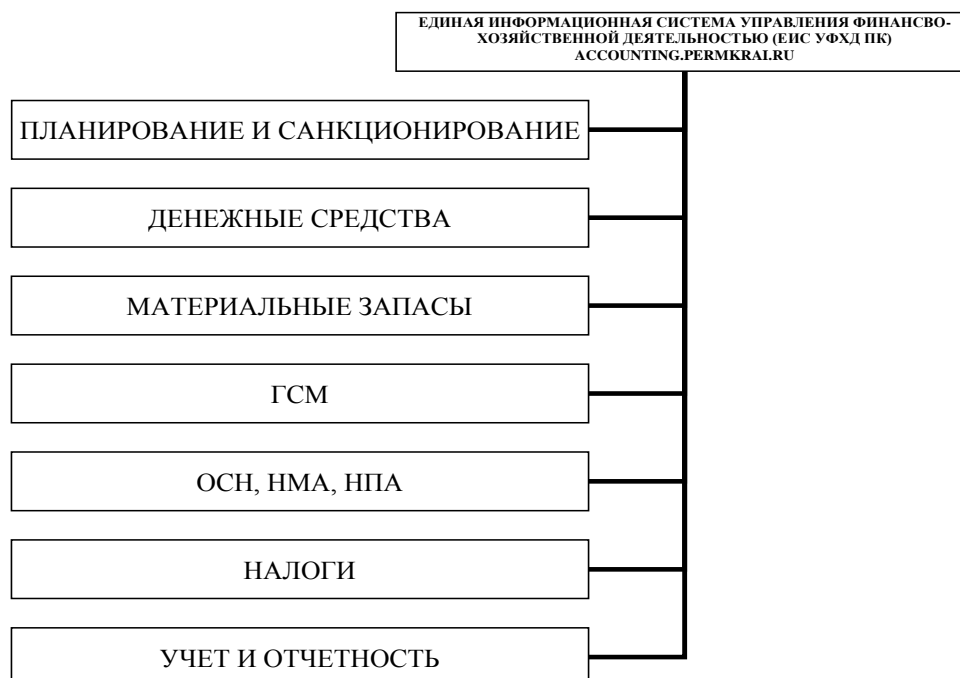 ЕДИНАЯ ИНФОРМАЦИОННАЯ СИСТЕМА УПРАВЛЕНИЯ ФИНАНСВО-
ХОЗЯЙСТВЕННОЙ ДЕЯТЕЛЬНОСТЬЮ (ЕИС УФХД ПК)
ACCOUNTING.PERMKRAI.RU
ПЛАНИРОВАНИЕ И САНКЦИОНИРОВАНИЕ
ДЕНЕЖНЫЕ СРЕДСТВА
МАТЕРИАЛЬНЫЕ ЗАПАСЫ
ГСМ
ОСН, НМА, НПА
НАЛОГИ
УЧЕТ И ОТЧЕТНОСТЬ